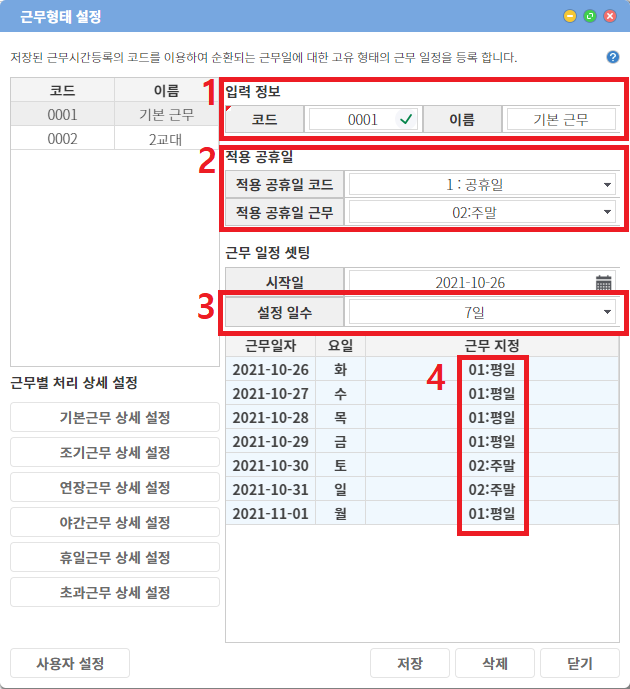 근무형태 설정
저장된 근무시간등록의 코드를 이용하여 순환되는 근무일에 대한 고유 형태의 근무 일정을 등록 합니다. ?
코드 이름
0001 기본 근무
0002 2교대
1 입력 정보
코드 0001 이름 기본 근무
2 적용 공휴일
적용 공휴일 코드 1 : 공휴일
적용 공휴일 근무 02:주말
근무 일정 셋팅
시작일 2021-10-26
3 설정 일수 7일
근무일자 요일 근무 지정
4
2021-10-26 화 01:평일
2021-10-27 수 01:평일
2021-10-28 목 01:평일
2021-10-29 금 01:평일
2021-10-30 토 02:주말
2021-10-31 일 02:주말
2021-11-01 월 01:평일
근무별 처리 상세 설정
기본근무 상세 설정
조기근무 상세 설정
연장근무 상세 설정
야간근무 상세 설정
휴일근무 상세 설정
초과근무 상세 설정
사용자 설정 저장 삭제 닫기